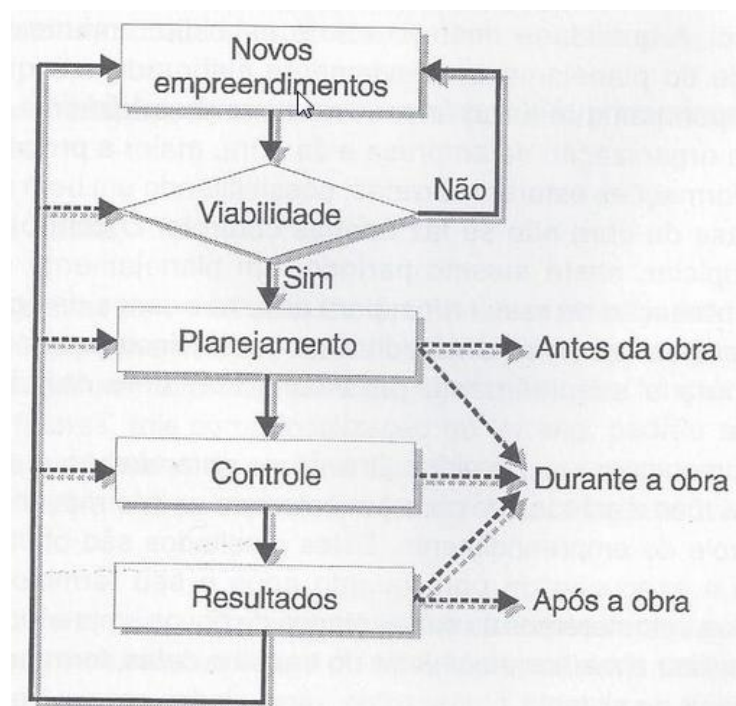 Novos
empreendimentos
Viabilidade
Não
Sim
Planejamento
Antes da obra
Controle
Durante a obra
Resultados
Após a obra